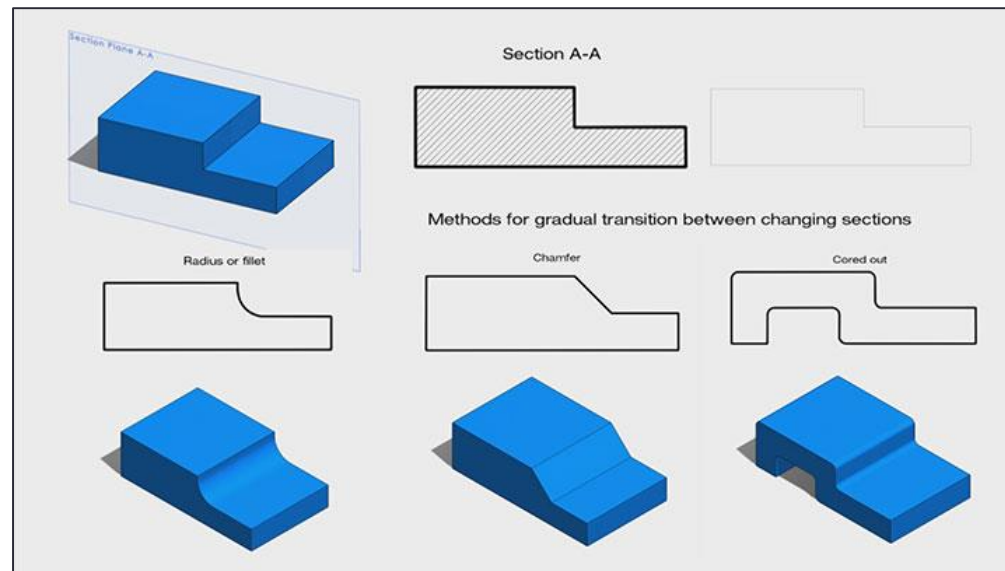 Section Plane A-A
Section A-A
Methods for gradual transition between changing sections
Radius or fillet
Chamfer
Cored out